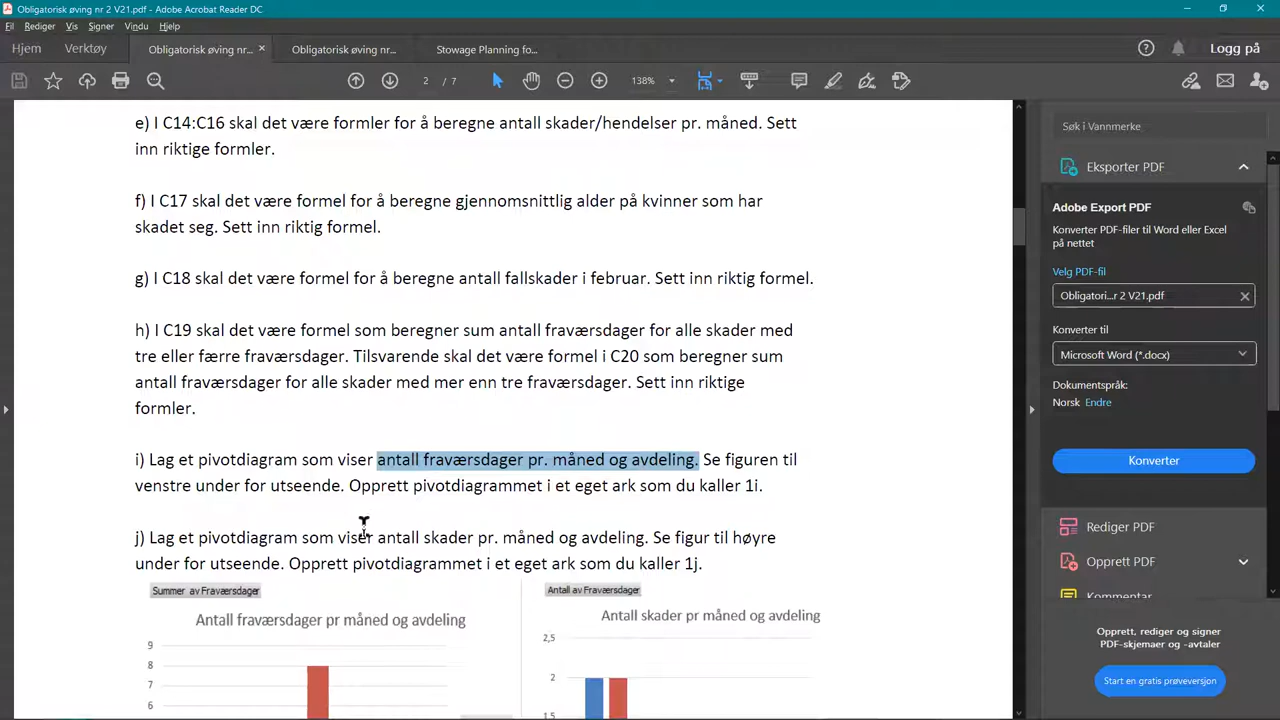 Obligatorisk øving nr 2 V21.pdf - Adobe Acrobat Reader DC
Fil Rediger Vis Signer Vindu Hjelp
Hjem Verktøy Obligatorisk øving nr... × Obligatorisk øving nr... Stowage Planning fo... Logg på
2 / 7 138%
e) I C14:C16 skal det være formler for å beregne antall skader/hendelser pr. måned. Sett
inn riktige formler.
f) I C17 skal det være formel for å beregne gjennomsnittlig alder på kvinner som har
skadet seg. Sett inn riktig formel.
g) I C18 skal det være formel for å beregne antall fallskader i februar. Sett inn riktig formel.
h) I C19 skal det være formel som beregner sum antall fraværsdager for alle skader med
tre eller færre fraværsdager. Tilsvarende skal det være formel i C20 som beregner sum
antall fraværsdager for alle skader med mer enn tre fraværsdager. Sett inn riktige
formler.
i) Lag et pivotdiagram som viser antall fraværsdager pr. måned og avdeling. Se figuren til
venstre under for utseende. Opprett pivotdiagrammet i et eget ark som du kaller 1i.
j) Lag et pivotdiagram som viser antall skader pr. måned og avdeling. Se figur til høyre
under for utseende. Opprett pivotdiagrammet i et eget ark som du kaller 1j.
Summer av Fraværsdager
Antall fraværsdager pr måned og avdeling
9
8
7
6
Antall av Fraværsdager
Antall skader pr måned og avdeling
2,5
2
1,5
Søk i Vannmerke
Eksporter PDF
Adobe Export PDF
Konverter PDF-filer til Word eller Excel
på nettet
Velg PDF-fil
Obligatori...r 2 V21.pdf
Konverter til
Microsoft Word (*.docx)
Dokumentspråk:
Norsk Endre
Konverter
Rediger PDF
Opprett PDF
Kommentar
Opprett, rediger og signer
PDF-skjemaer og -avtaler
Start en gratis prøveversjon